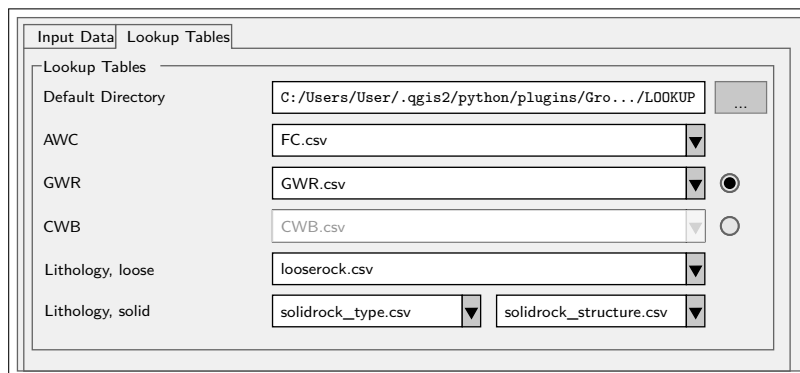 Input Data Lookup Tables
Lookup Tables
Default Directory C:/Users/User/.qgis2/python/plugins/Gro.../LOOKUP ...
AWC FC.csv
GWR GWR.csv
CWB CWB.csv
Lithology, loose looserock.csv
Lithology, solid solidrock_type.csv solidrock_structure.csv